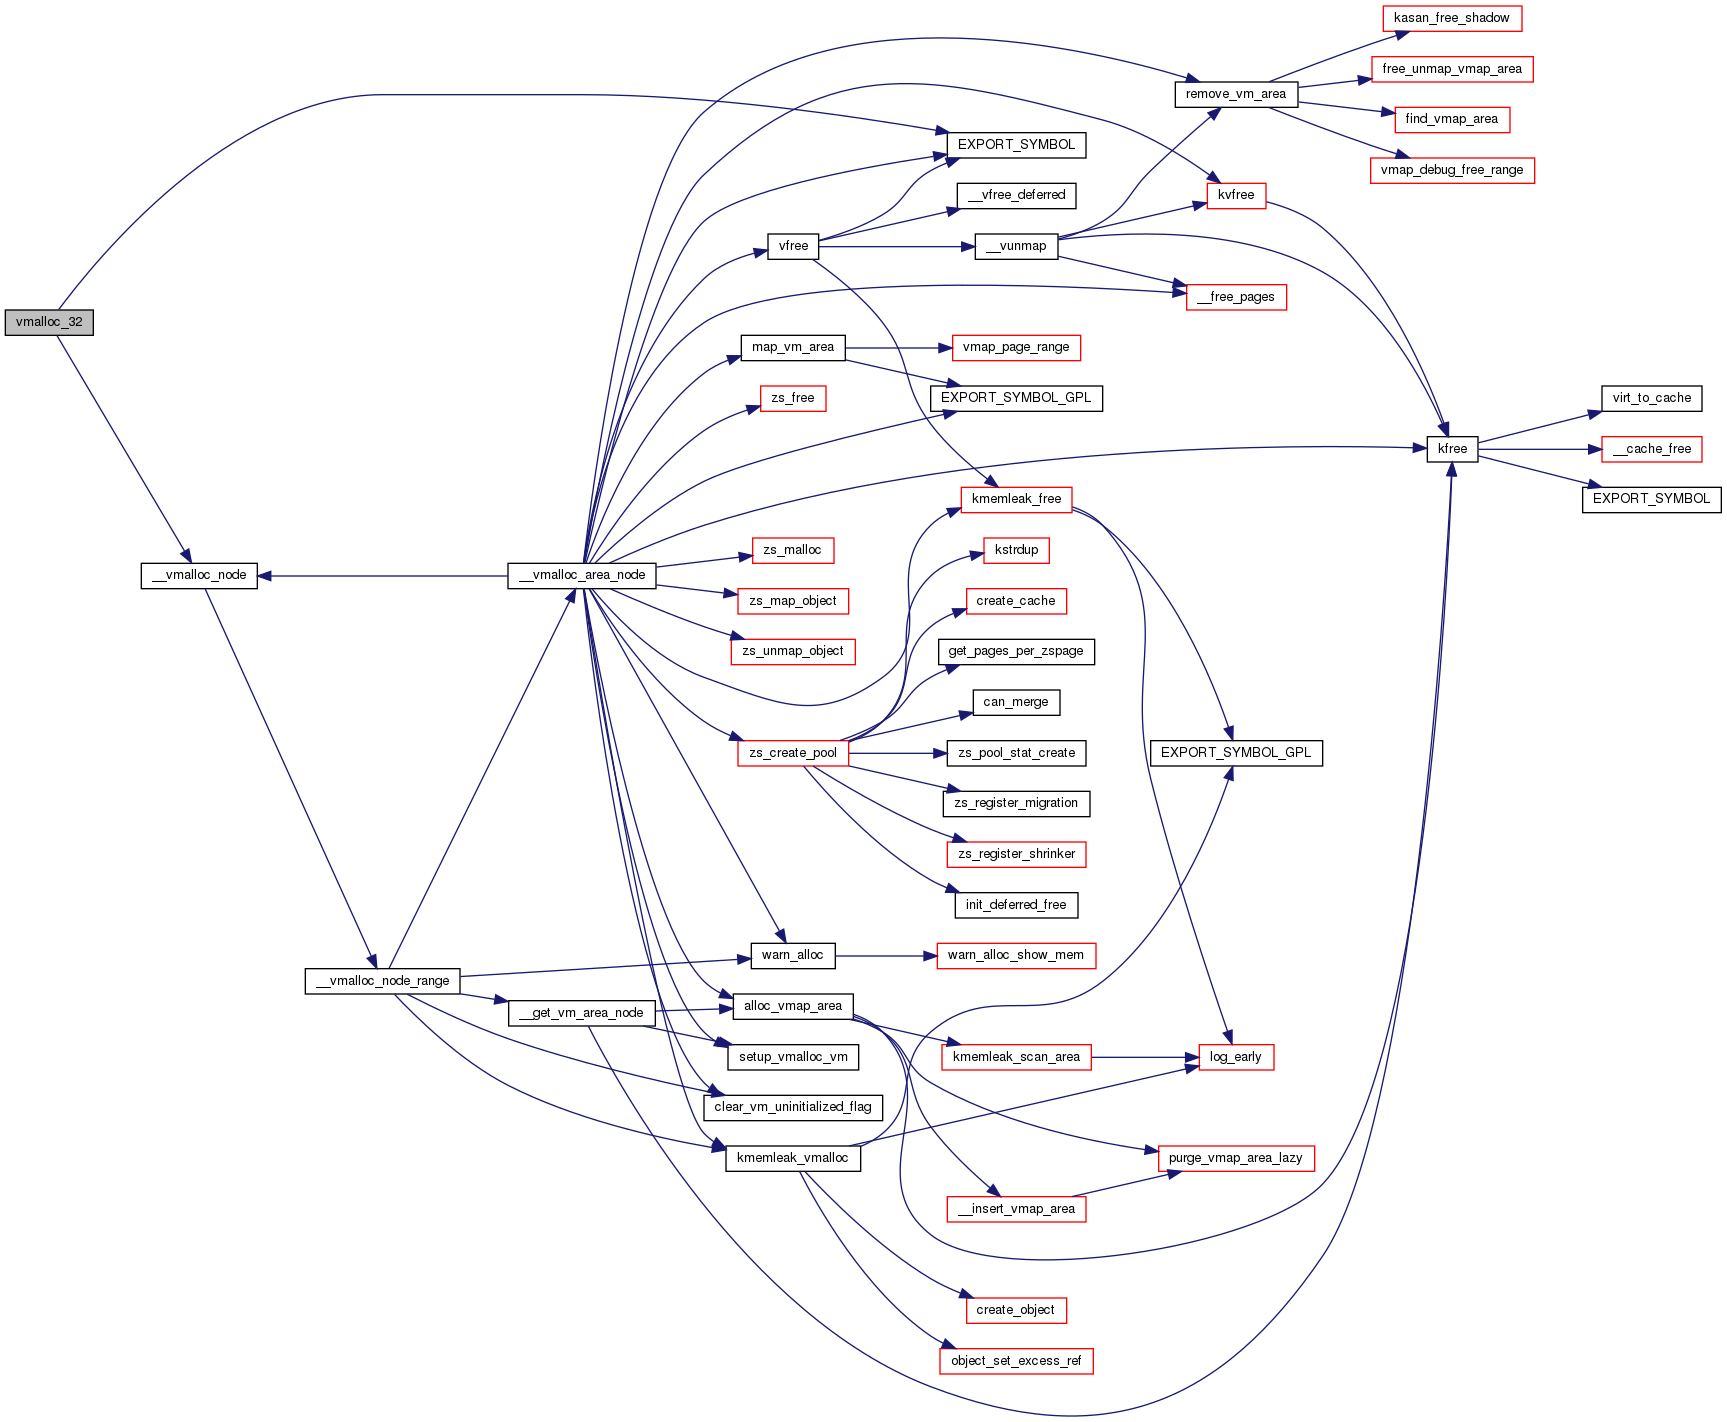 kasan_free_shadow
free_unmap_vmap_area
remove_vm_area
find_vmap_area
EXPORT_SYMBOL
vmap_debug_free_range
__vfree_deferred
kvfree
vfree
__vunmap
__free_pages
vmalloc_32
map_vm_area
vmap_page_range
zs_free
EXPORT_SYMBOL_GPL
virt_to_cache
kfree
__cache_free
kmemleak_free
EXPORT_SYMBOL
zs_malloc
kstrdup
__vmalloc_node
__vmalloc_area_node
zs_map_object
create_cache
zs_unmap_object
get_pages_per_zspage
can_merge
zs_create_pool
zs_pool_stat_create
EXPORT_SYMBOL_GPL
zs_register_migration
zs_register_shrinker
init_deferred_free
warn_alloc
warn_alloc_show_mem
__vmalloc_node_range
__get_vm_area_node
alloc_vmap_area
setup_vmalloc_vm
kmemleak_scan_area
log_early
clear_vm_uninitialized_flag
kmemleak_vmalloc
purge_vmap_area_lazy
__insert_vmap_area
create_object
object_set_excess_ref